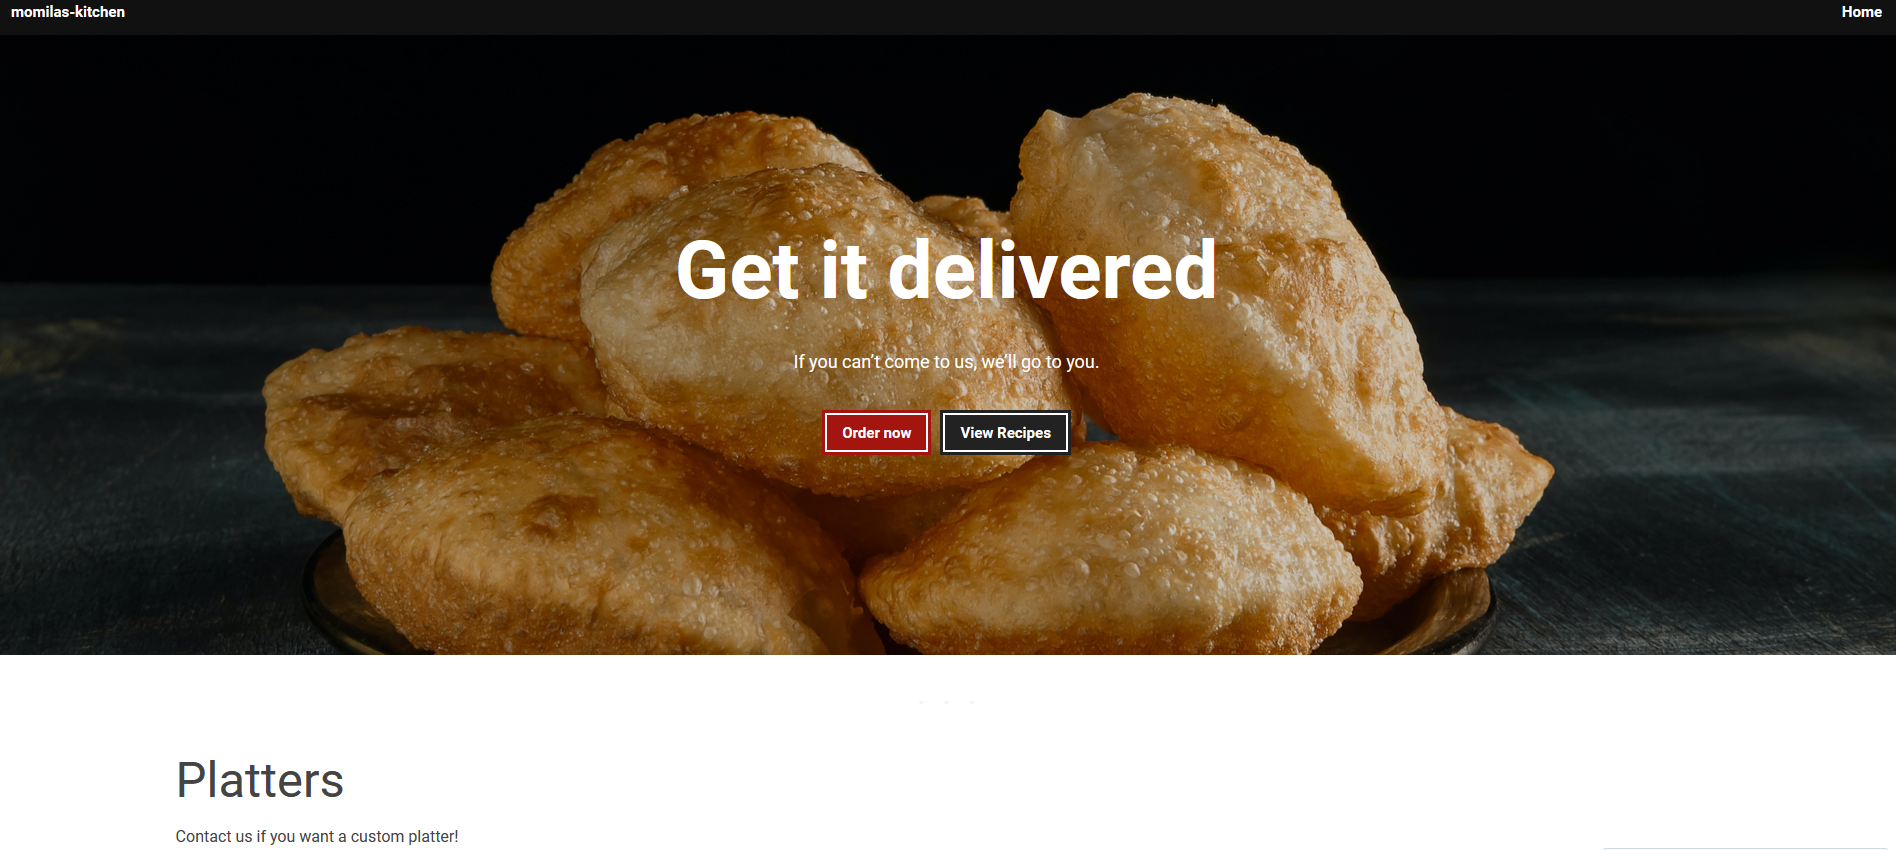 momilas-kitchen
Home
Get it delivered
If you can’t come to us, we’ll go to you.
Order now
View Recipes
Platters
Contact us if you want a custom platter!